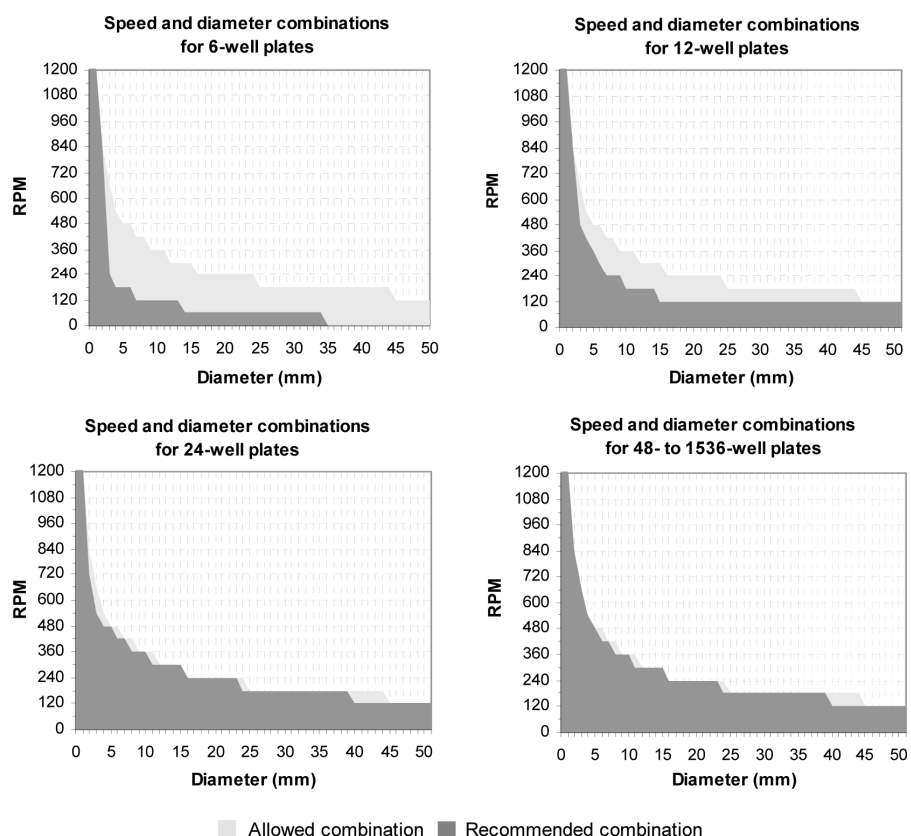 Speed and diameter combinations
for 6-well plates
1200
1080
960
840
720
600
480
360
240
120
0
RPM
0 5 10 15 20 25 30 35 40 45 50
Diameter (mm)
Speed and diameter combinations
for 12-well plates
1200
1080
960
840
720
600
480
360
240
120
0
RPM
0 5 10 15 20 25 30 35 40 45 50
Diameter (mm)
Speed and diameter combinations
for 24-well plates
1200
1080
960
840
720
600
480
360
240
120
0
RPM
0 5 10 15 20 25 30 35 40 45 50
Diameter (mm)
Speed and diameter combinations
for 48- to 1536-well plates
1200
1080
960
840
720
600
480
360
240
120
0
RPM
0 5 10 15 20 25 30 35 40 45 50
Diameter (mm)
Allowed combination Recommended combination